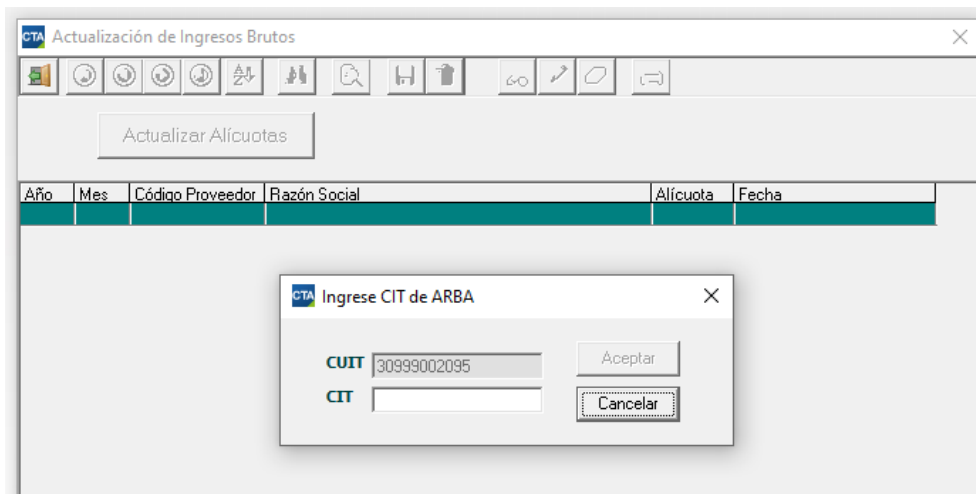 CTA Actualización de Ingresos Brutos
Actualizar Alícuotas
Año Mes Código Proveedor Razón Social Alícuota Fecha
CTA Ingrese CIT de ARBA
CUIT 30999002095 Aceptar
CIT Cancelar